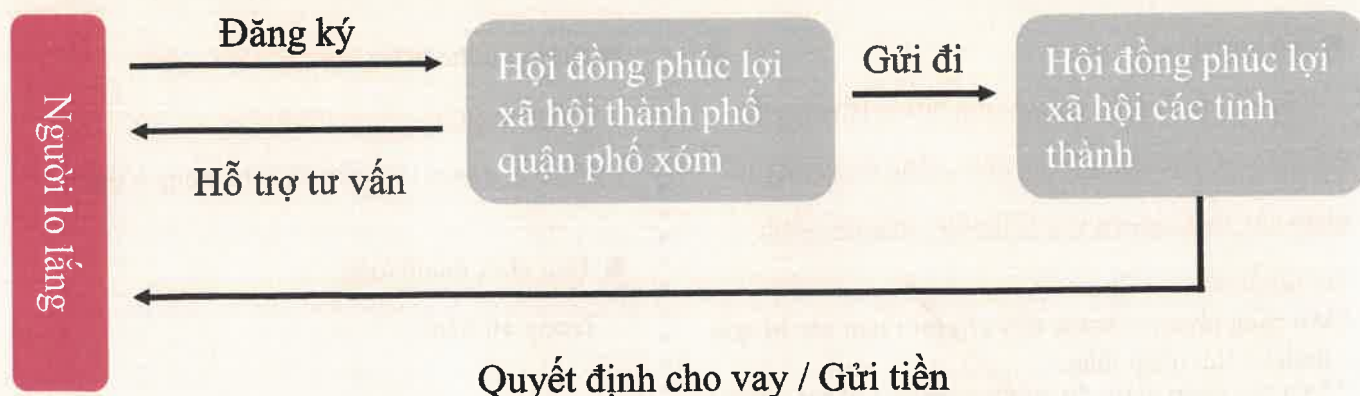 Người lo lắng
Đăng ký
Hỗ trợ tư vấn
Hội đồng phúc lợi
xã hội thành phố
quận phố xóm
Gửi đi
Hội đồng phúc lợi
xã hội các tỉnh
thành
Quyết định cho vay / Gửi tiền